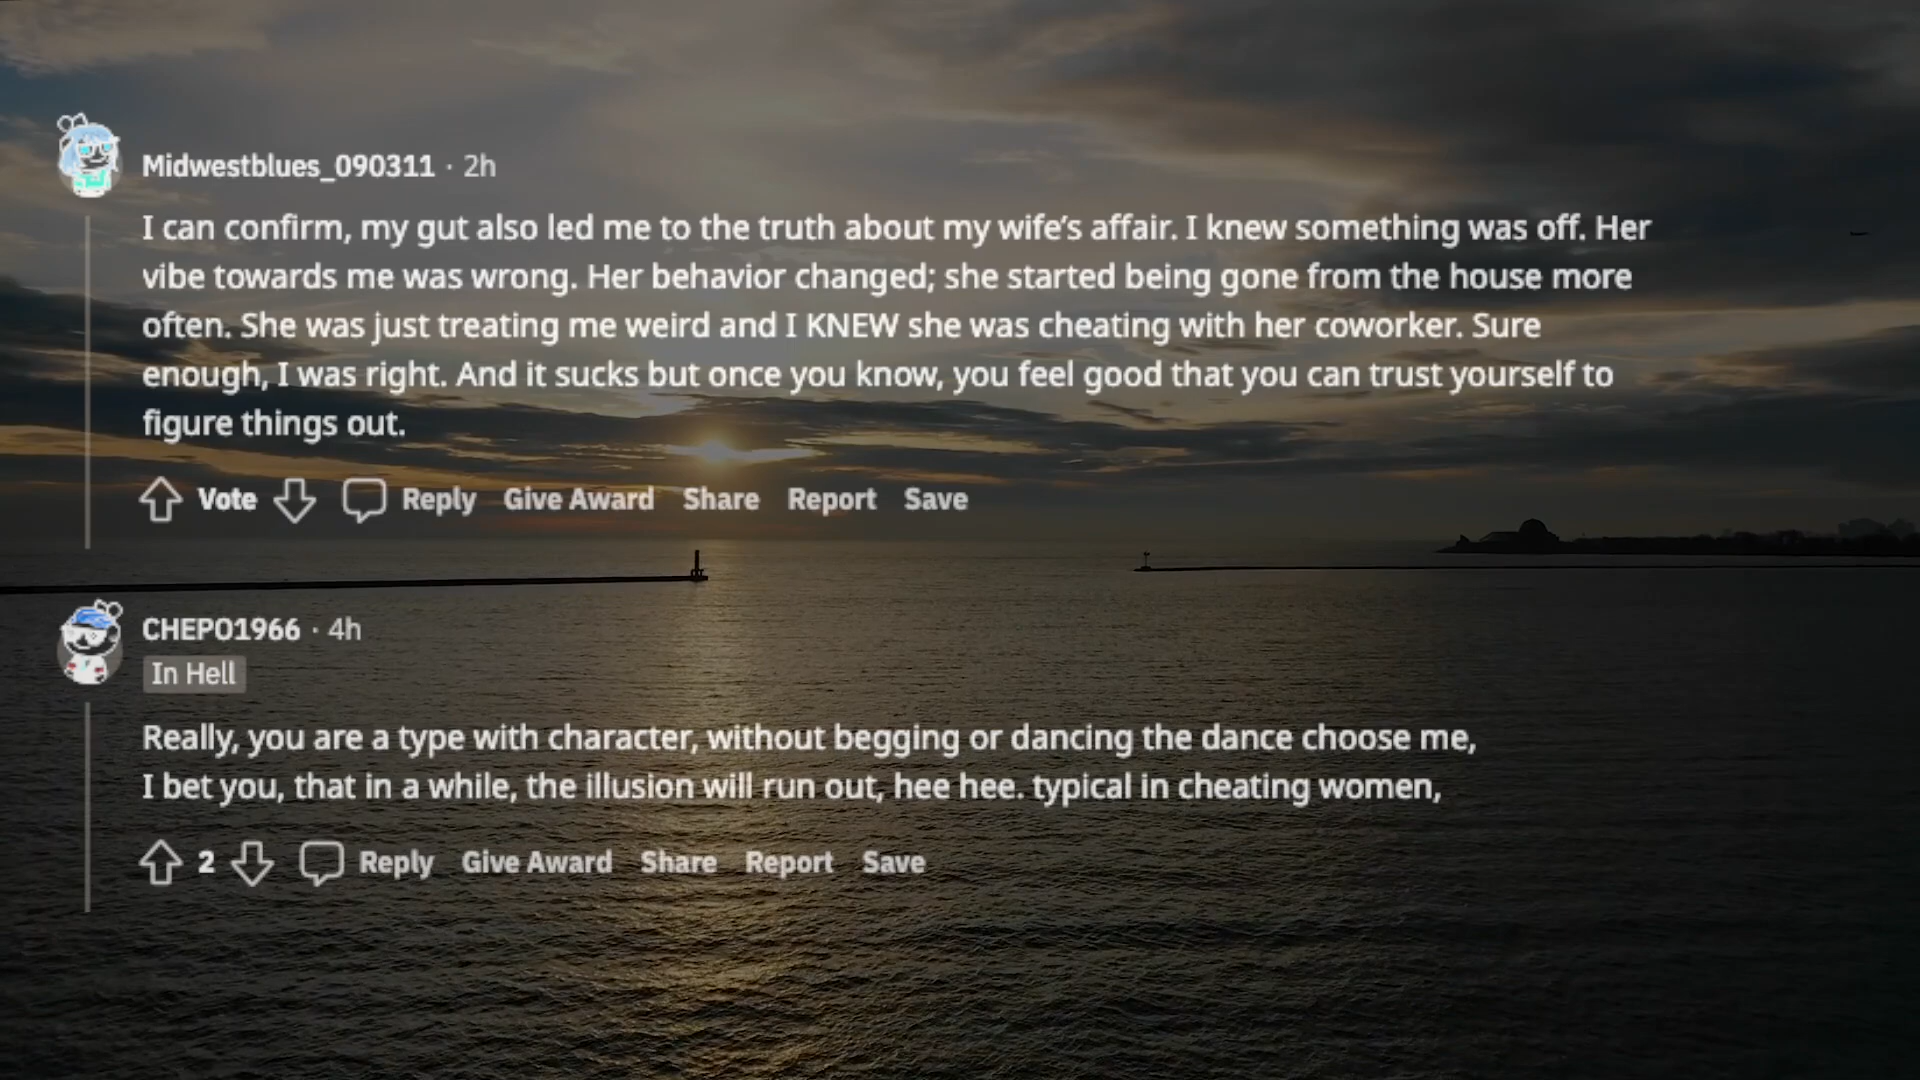 Midwestblues_090311 · 2h
I can confirm, my gut also led me to the truth about my wife’s affair. I knew something was off. Her
vibe towards me was wrong. Her behavior changed; she started being gone from the house more
often. She was just treating me weird and I KNEW she was cheating with her coworker. Sure
enough, I was right. And it sucks but once you know, you feel good that you can trust yourself to
figure things out.
Vote Reply Give Award Share Report Save
CHEPO1966 · 4h
In Hell
Really, you are a type with character, without begging or dancing the dance choose me,
I bet you, that in a while, the illusion will run out, hee hee. typical in cheating women,
2 Reply Give Award Share Report Save